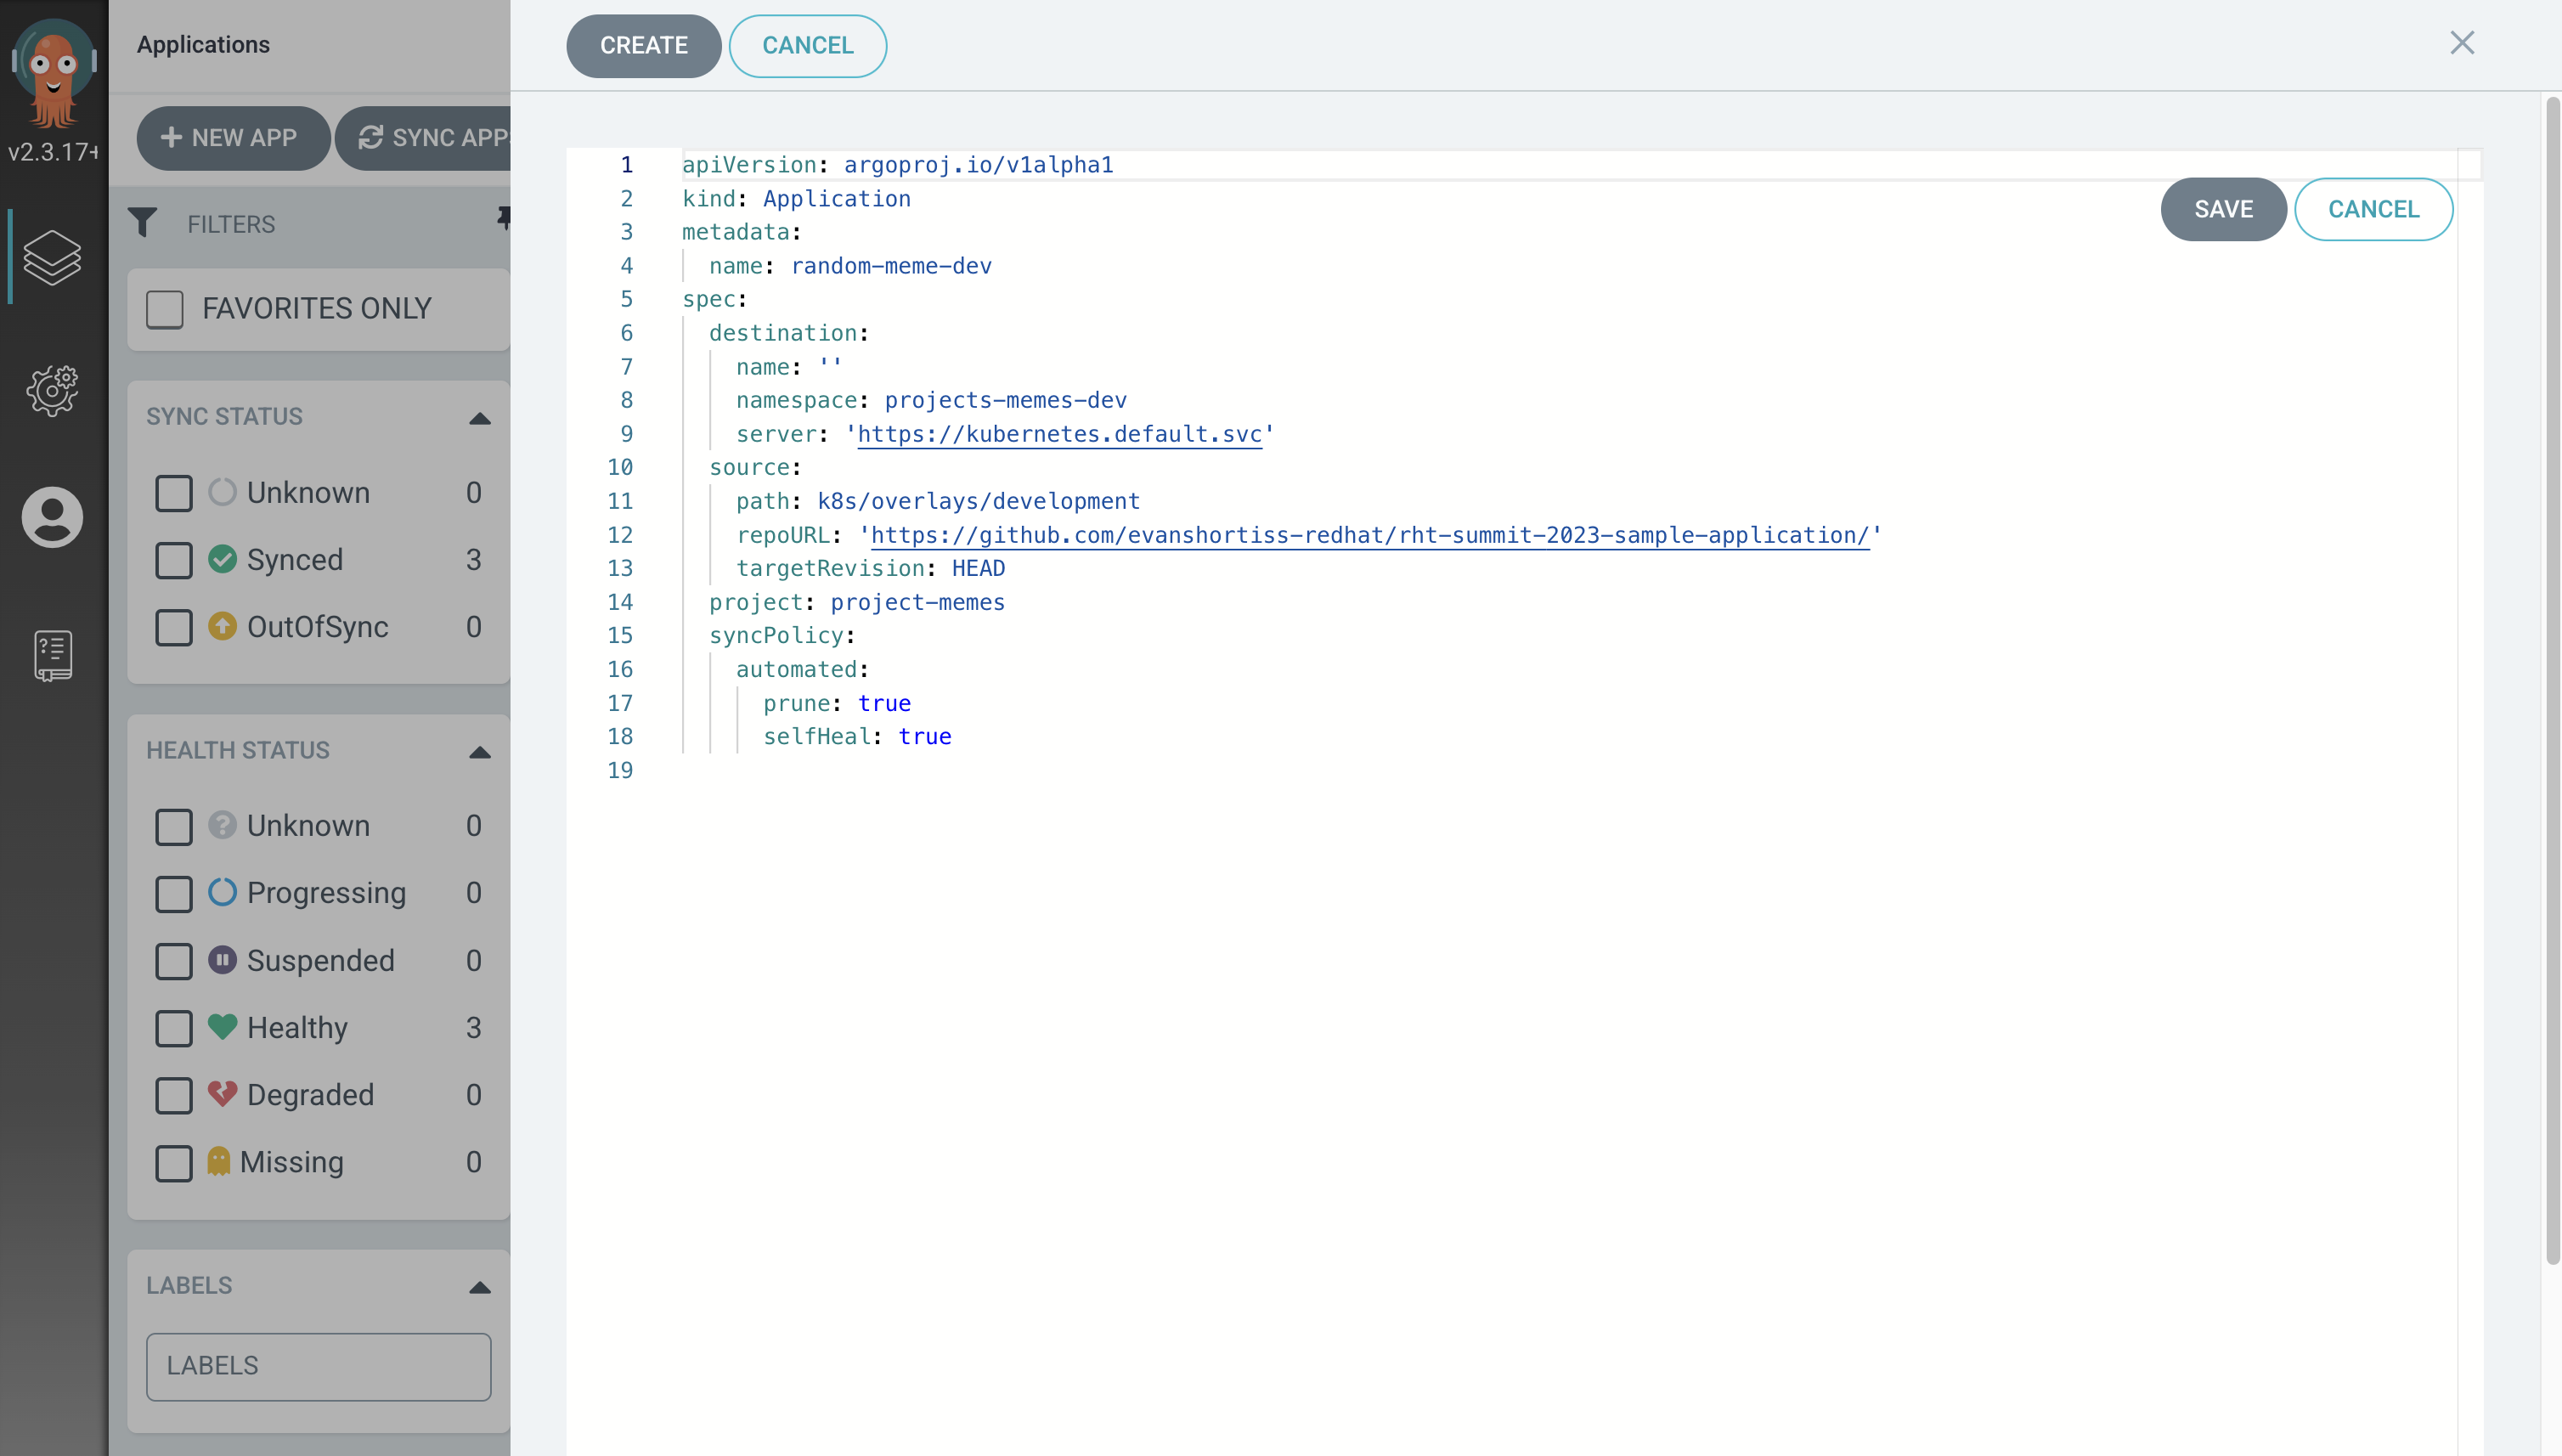 v2.3.17+
Applications
NEW APP
SYNC APPS
FILTERS
FAVORITES ONLY
SYNC STATUS
Unknown 0
Synced 3
OutOfSync 0
HEALTH STATUS
Unknown 0
Progressing 0
Suspended 0
Healthy 3
Degraded 0
Missing 0
LABELS
LABELS
CREATE CANCEL
SAVE CANCEL
1 apiVersion: argoproj.io/v1alpha1
2 kind: Application
3 metadata:
4 name: random-meme-dev
5 spec:
6 destination:
7 name: ''
8 namespace: projects-memes-dev
9 server: 'https://kubernetes.default.svc'
10 source:
11 path: k8s/overlays/development
12 repoURL: 'https://github.com/evanshortiss-redhat/rht-summit-2023-sample-application/'
13 targetRevision: HEAD
14 project: project-memes
15 syncPolicy:
16 automated:
17 prune: true
18 selfHeal: true
19